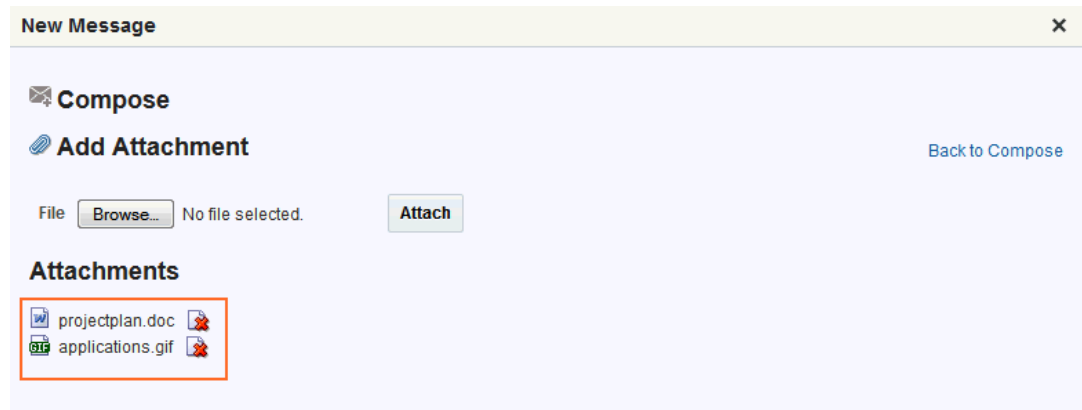 New Message
Compose
Add Attachment
Back to Compose
File Browse... No file selected. Attach
Attachments
projectplan.doc
GIF applications.gif